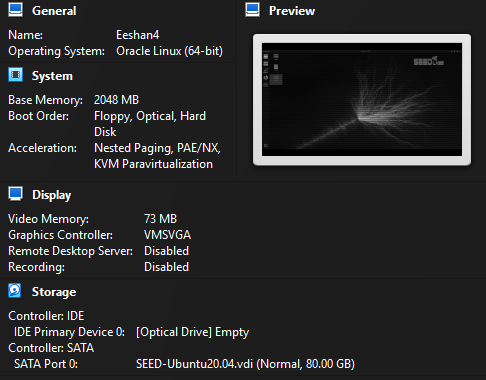 General
Name: Eeshan4
Operating System: Oracle Linux (64-bit)
System
Base Memory: 2048 MB
Boot Order: Floppy, Optical, Hard
Disk
Acceleration: Nested Paging, PAE/NX,
KVM Paravirtualization
Preview
SEED
Display
Video Memory: 73 MB
Graphics Controller: VMSVGA
Remote Desktop Server: Disabled
Recording: Disabled
Storage
Controller: IDE
IDE Primary Device 0: [Optical Drive] Empty
Controller: SATA
SATA Port 0: SEED-Ubuntu20.04.vdi (Normal, 80.00 GB)